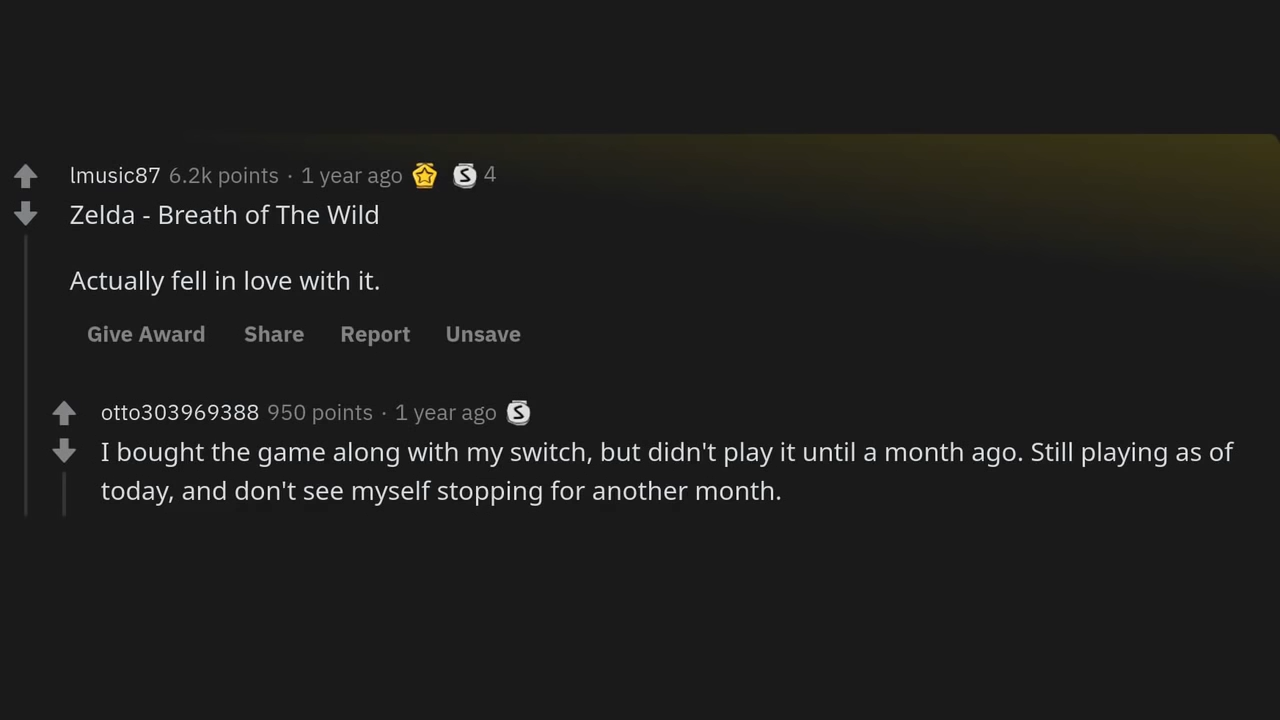 lmusic87 6.2k points · 1 year ago S 4
Zelda - Breath of The Wild
Actually fell in love with it.
Give Award Share Report Unsave
otto303969388 950 points · 1 year ago S
I bought the game along with my switch, but didn't play it until a month ago. Still playing as of
today, and don't see myself stopping for another month.